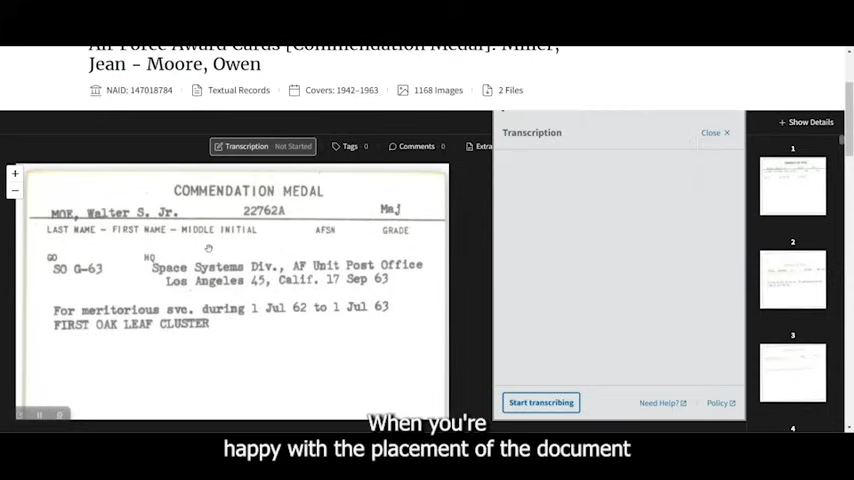 Air Force Award Cards [Commendation Medal]: Miller,
Jean - Moore, Owen
NAID: 147018784 Textual Records Covers: 1942–1963 1168 Images 2 Files
+ Show Details
Transcription Not Started Tags 0 Comments 0 Extra
Transcription Close ×
+
−
COMMENDATION MEDAL
MOE, Walter S. Jr. 22762A Maj
LAST NAME – FIRST NAME – MIDDLE INITIAL AFSN GRADE
GO HQ
SO G-63 Space Systems Div., AF Unit Post Office
Los Angeles 45, Calif. 17 Sep 63
For meritorious svc. during 1 Jul 62 to 1 Jul 63
FIRST OAK LEAF CLUSTER
Start transcribing Need Help? Policy
1
2
3
4
When you're
happy with the placement of the document